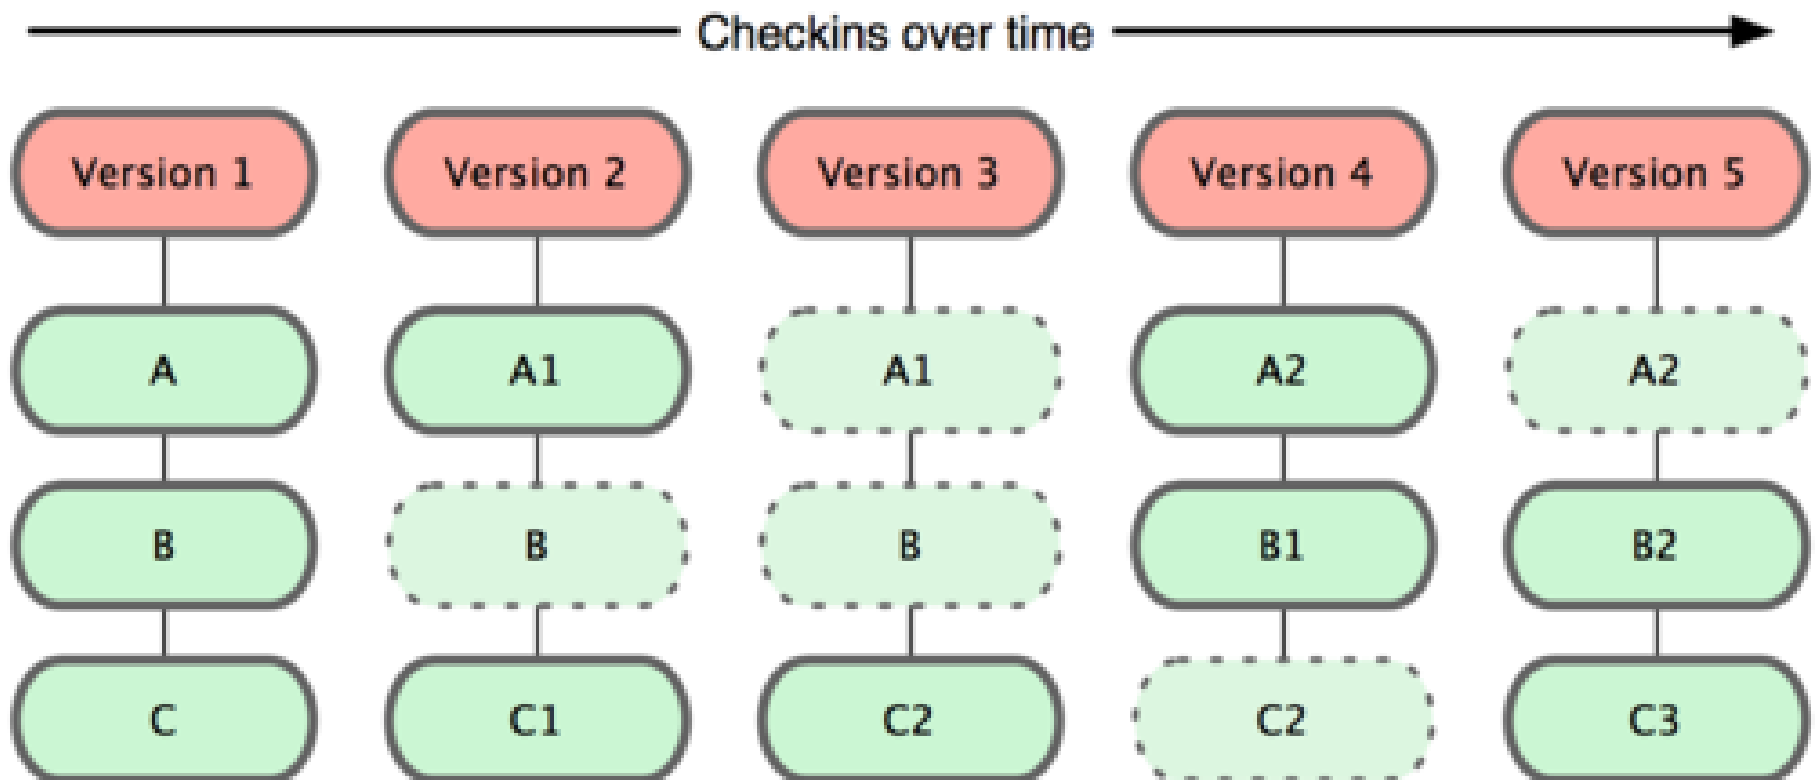 Checkins over time
Version 1 Version 2 Version 3 Version 4 Version 5
A A1 A1 A2 A2
B B B B1 B2
C C1 C2 C2 C3